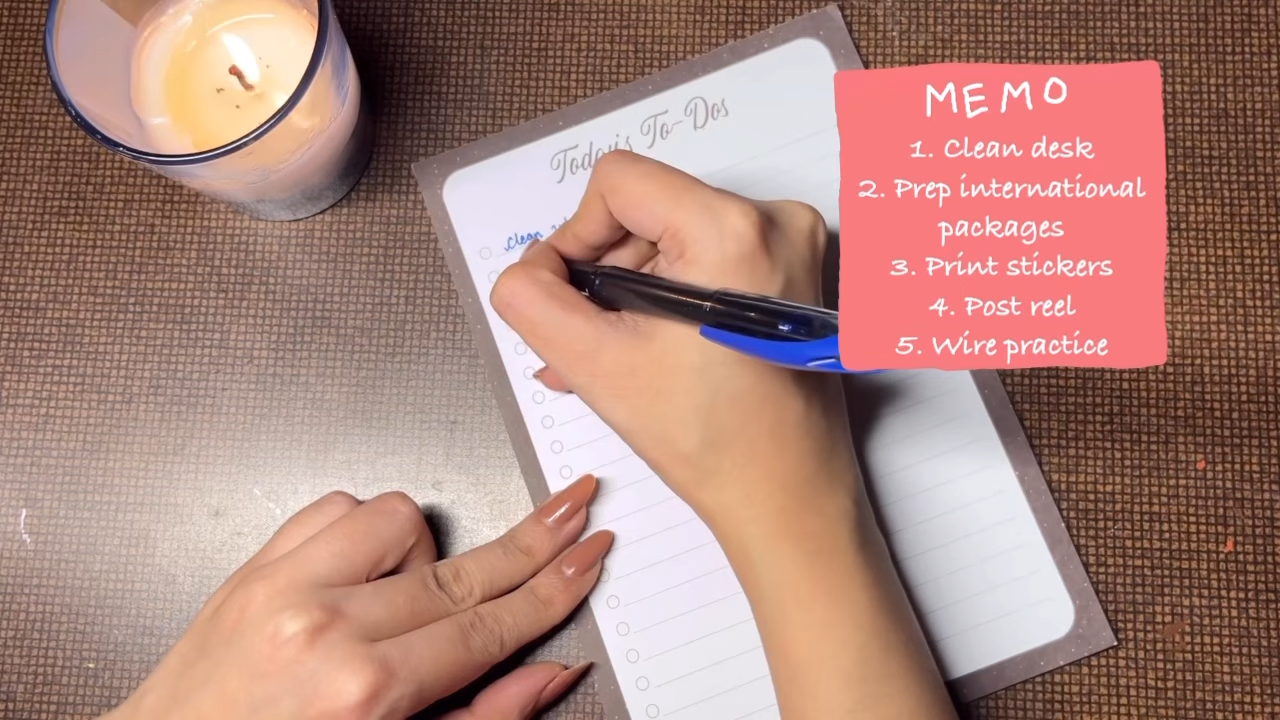 Today's To-Dos
Clean
MEMO
1. Clean desk
2. Prep international
packages
3. Print stickers
4. Post reel
5. Wire practice